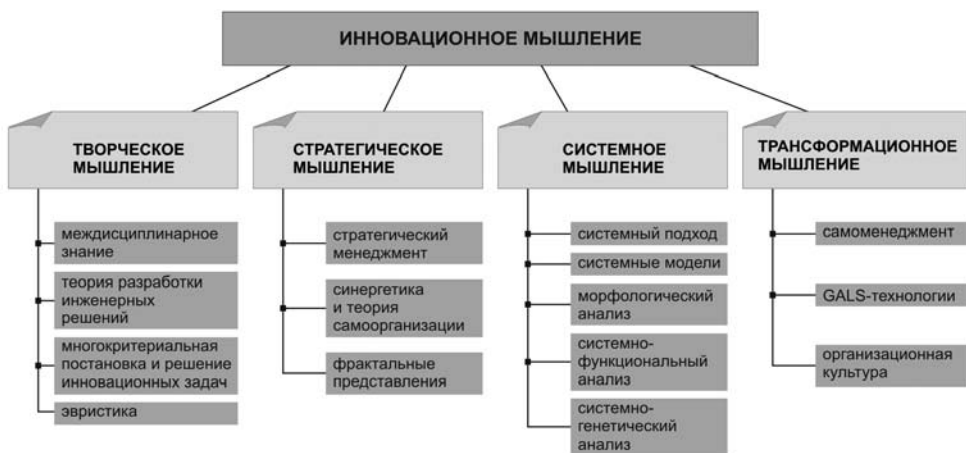 ИННОВАЦИОННОЕ МЫШЛЕНИЕ
ТВОРЧЕСКОЕ
МЫШЛЕНИЕ
междисциплинарное
знание
теория разработки
инженерных
решений
многокритериальная
постановка и решение
инновационных задач
эвристика
СТРАТЕГИЧЕСКОЕ
МЫШЛЕНИЕ
стратегический
менеджмент
синергетика
и теория
самоорганизации
фрактальные
представления
СИСТЕМНОЕ
МЫШЛЕНИЕ
системный подход
системные модели
морфологический
анализ
системно-
функциональный
анализ
системно-
генетический
анализ
ТРАНСФОРМАЦИОННОЕ
МЫШЛЕНИЕ
самоменеджмент
GALS-технологии
организационная
культура